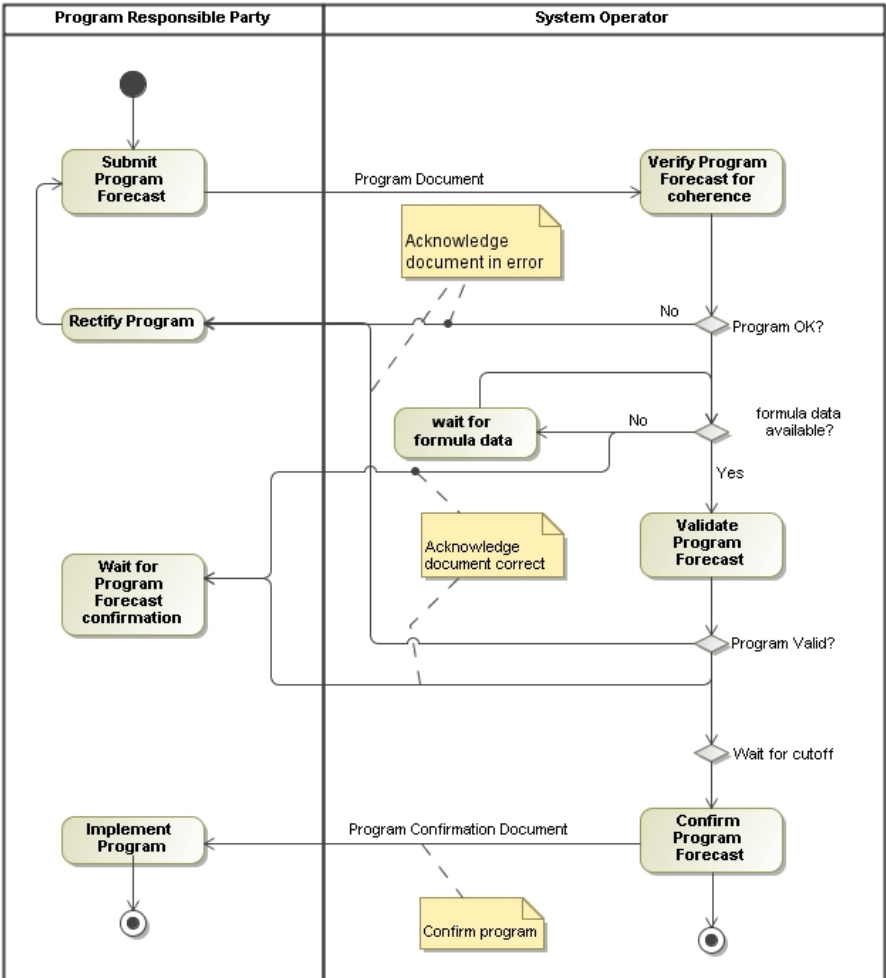 Program Responsible Party
System Operator
Submit
Program
Forecast
Program Document
Verify Program
Forecast for
coherence
Acknowledge
document in error
Rectify Program
No
Program OK?
wait for
formula data
No
formula data
available?
Yes
Acknowledge
document correct
Validate
Program
Forecast
Wait for
Program
Forecast
confirmation
Program Valid?
Wait for cutoff
Implement
Program
Program Confirmation Document
Confirm
Program
Forecast
Confirm program